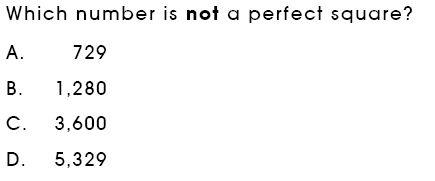 Which number is not a perfect square?
A. 729
B. 1,280
C. 3,600
D. 5,329